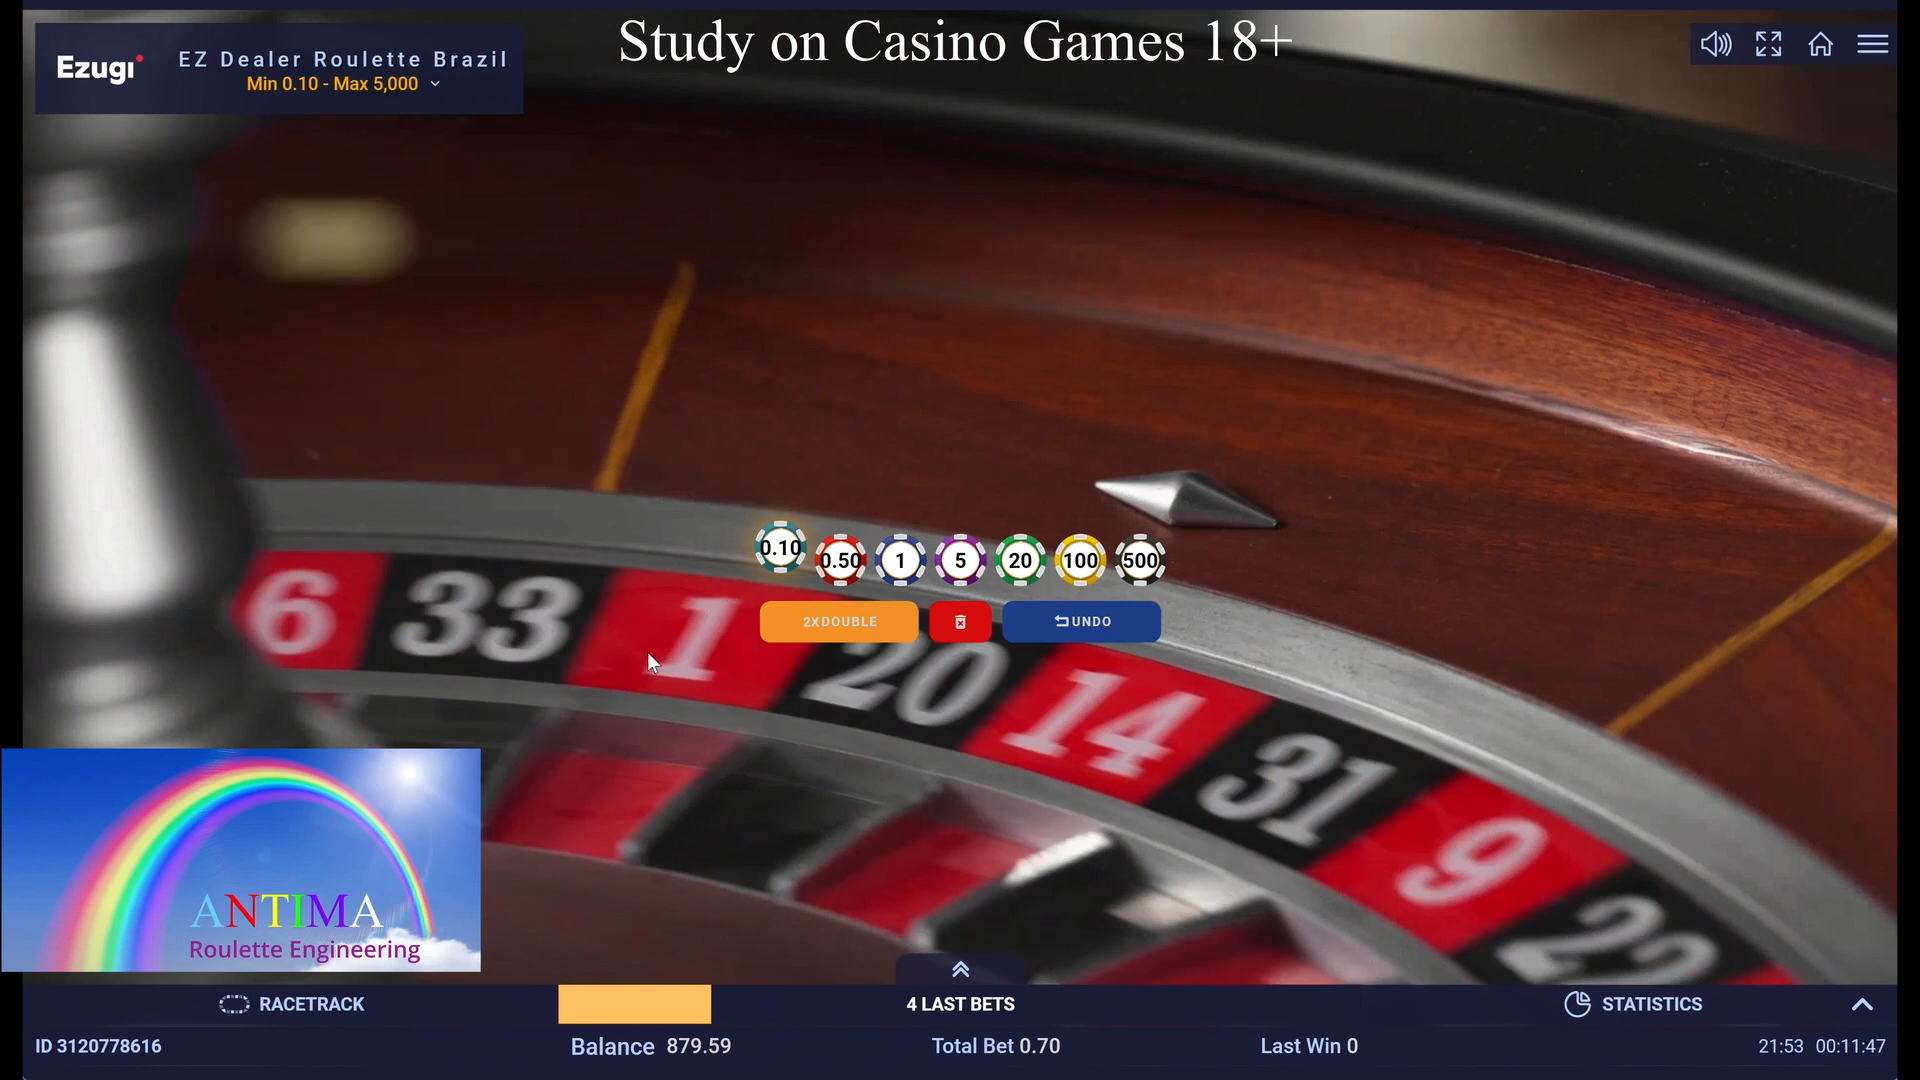 Study on Casino Games 18+
Ezugi
EZ Dealer Roulette Brazil
Min 0.10 - Max 5,000
0.10 0.50 1 5 20 100 500
2XDOUBLE
UNDO
6 33 1 20 14 31 9 22
ANTIMA
Roulette Engineering
RACETRACK
4 LAST BETS
STATISTICS
ID 3120778616
Balance 879.59
Total Bet 0.70
Last Win 0
21:53 00:11:47